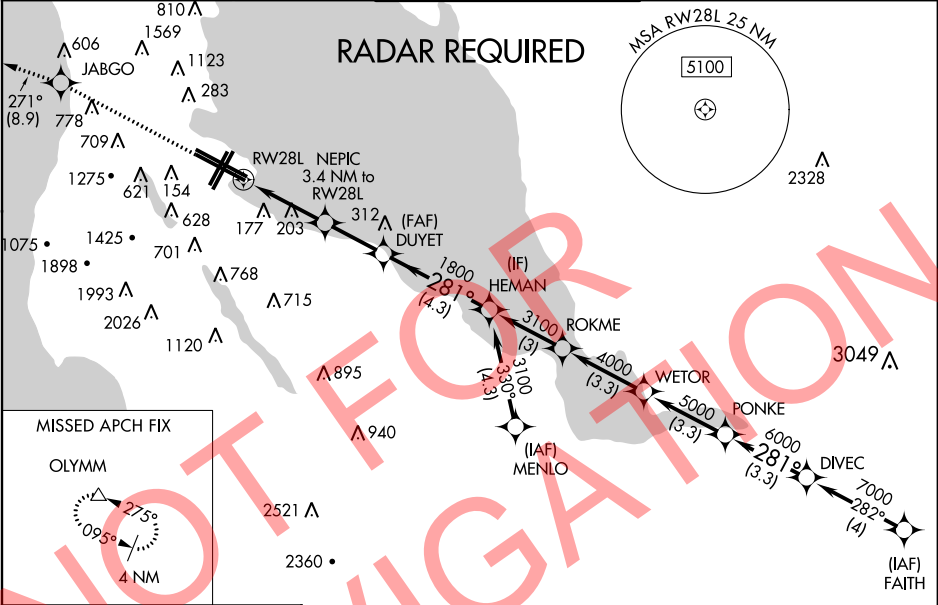 810
1569
606
JABGO
1123
283
271°
(8.9)
778
709
1275
621
154
628
1075
1425
701
1898
768
1993
715
2026
1120
895
940
2521
2360
RADAR REQUIRED
MSA RW28L 25 NM
5100
2328
3049
RW28L
NEPIC
3.4 NM to
RW28L
177
203
312
(FAF)
DUYET
1800
281°
(4.3)
(IF)
HEMAN
3100
(3)
ROKME
3100
330°
(4.3)
(IAF)
MENLO
4000
(3.3)
WETOR
5000
(3.3)
PONKE
6000
281°
(3.3)
DIVEC
7000
282°
(4)
(IAF)
FAITH
MISSED APCH FIX
OLYMM
275°
095°
4 NM
NOT FOR
NAVIGATION